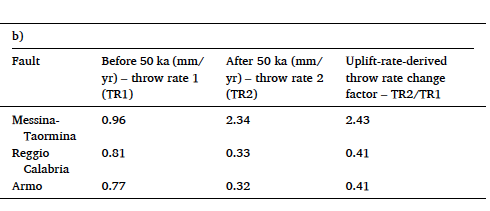 b)
Fault Before 50 ka (mm/ After 50 ka (mm/ Uplift-rate-derived
yr) – throw rate 1 yr) – throw rate 2 throw rate change
(TR1) (TR2) factor – TR2/TR1
Messina- 0.96 2.34 2.43
Taormina
Reggio 0.81 0.33 0.41
Calabria
Armo 0.77 0.32 0.41